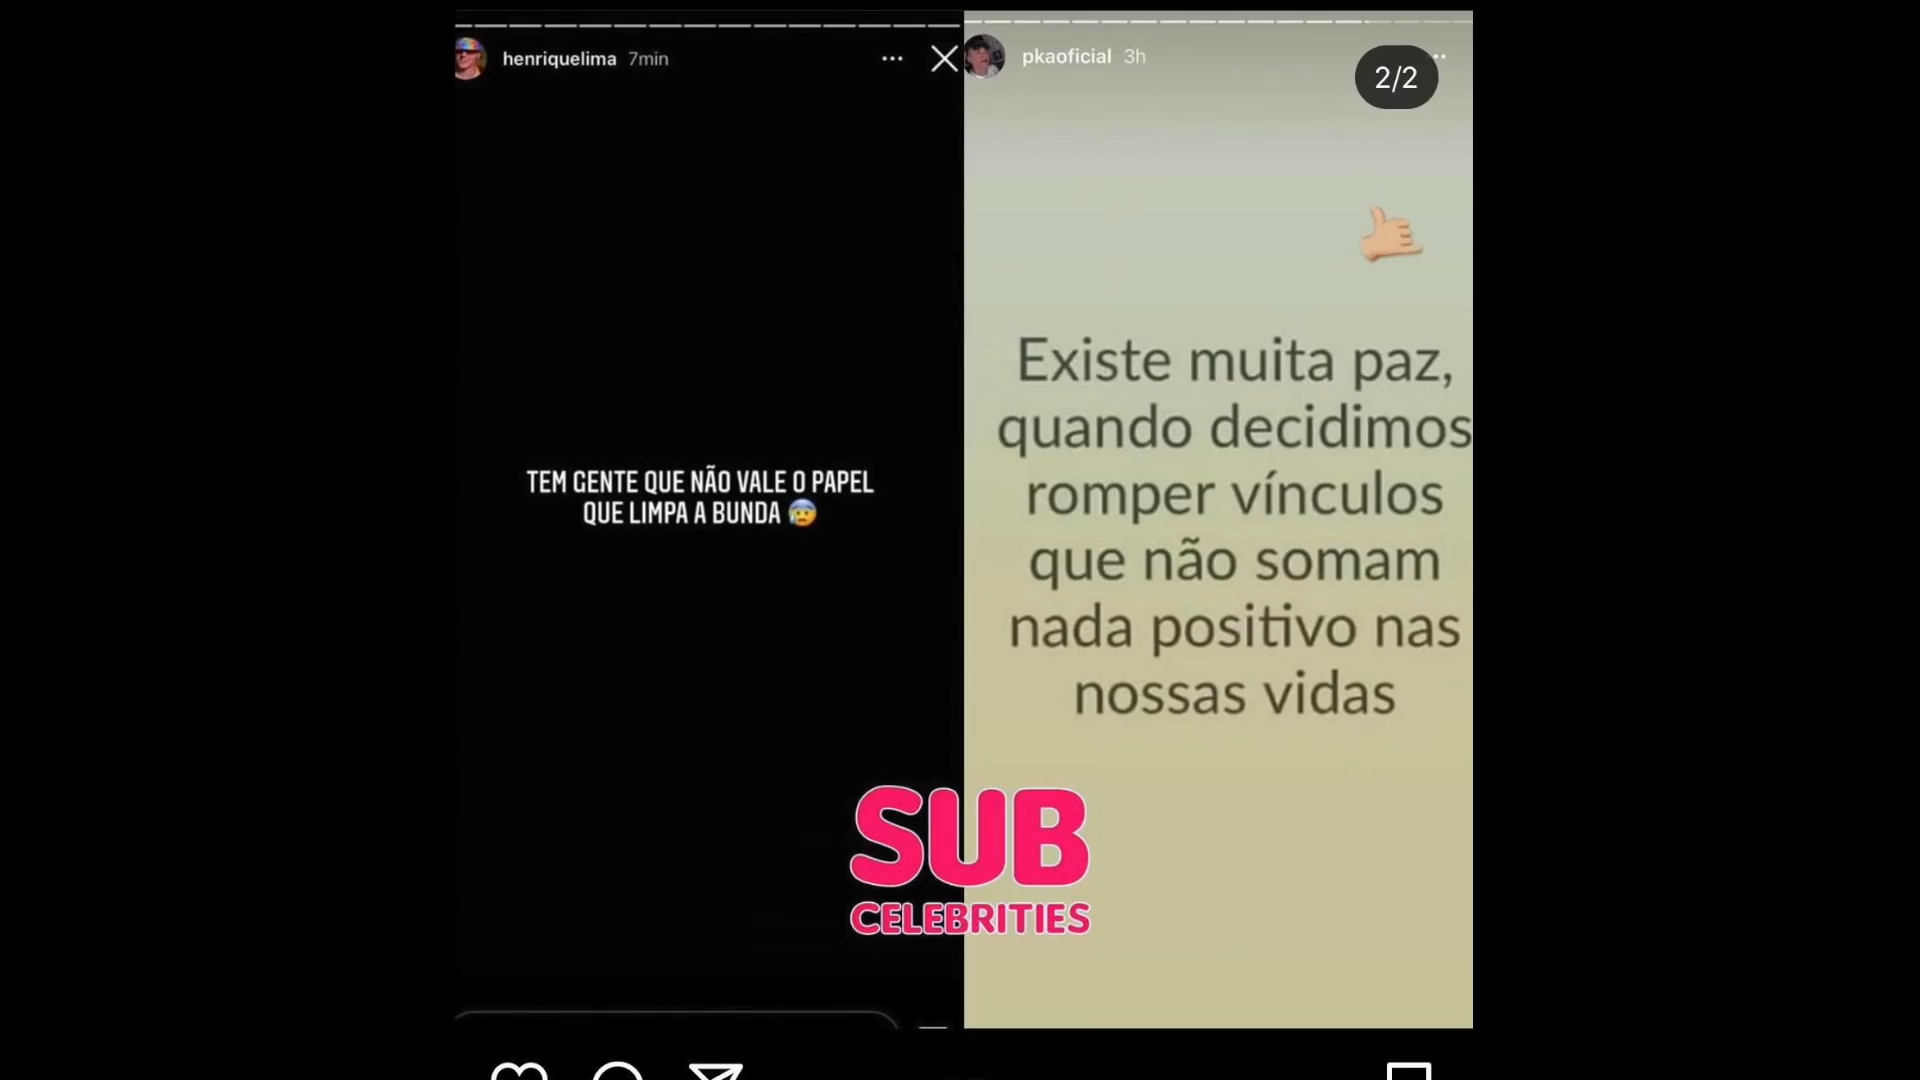 henriquelima 7min
TEM GENTE QUE NÃO VALE O PAPEL
QUE LIMPA A BUNDA 😰
pkaoficial 3h
2/2
Existe muita paz,
quando decidimos
romper vínculos
que não somam
nada positivo nas
nossas vidas
SUB
CELEBRITIES